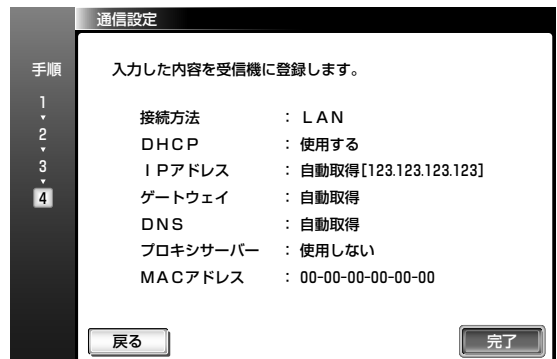 通信設定
手順
1
2
3
4
入力した内容を受信機に登録します。
接続方法 : LAN
DHCP : 使用する
IPアドレス : 自動取得[123.123.123.123]
ゲートウェイ : 自動取得
DNS : 自動取得
プロキシサーバー : 使用しない
MACアドレス : 00-00-00-00-00-00
戻る
完了